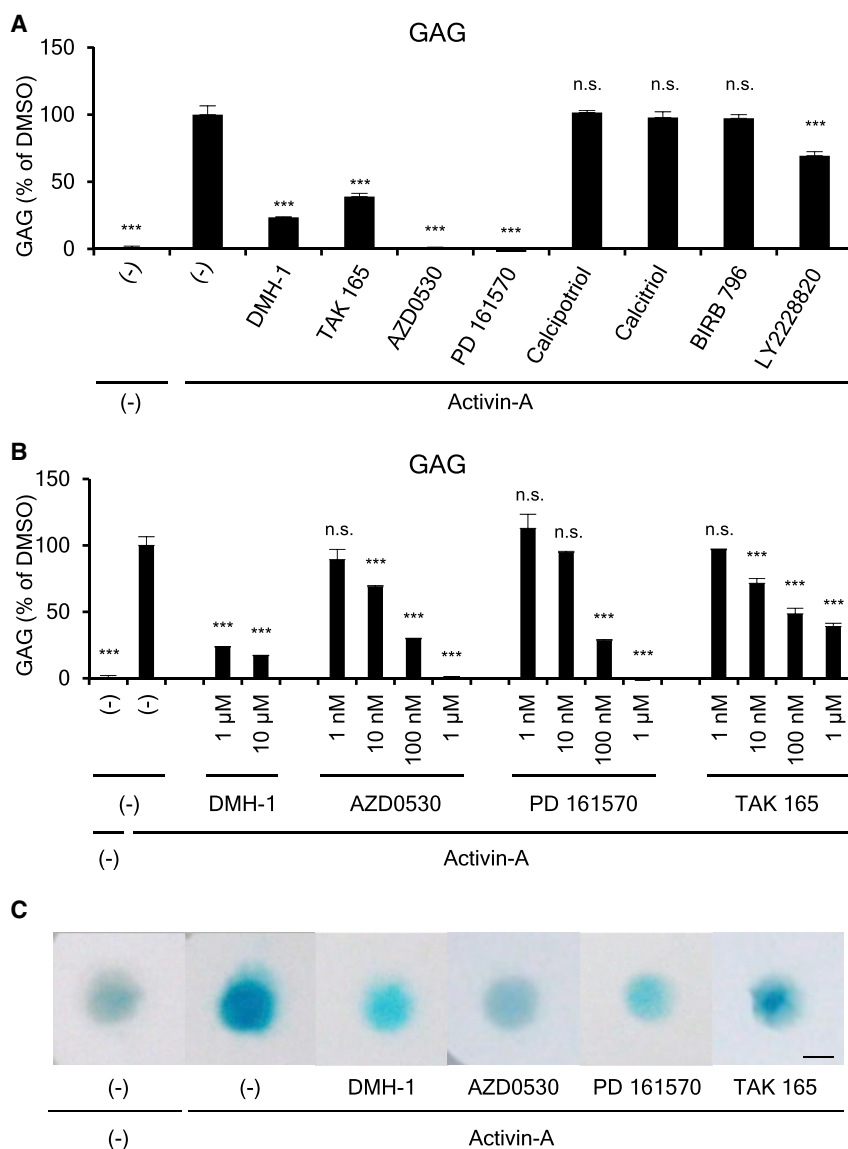 A
GAG
GAG (% of DMSO)
150
100
50
0
***
***
***
***
***
n.s.
n.s.
n.s.
***
(-)
(-)
DMH-1
TAK 165
AZD0530
PD 161570
Calcipotriol
Calcitriol
BIRB 796
LY2228820
(-)
Activin-A
B
GAG
GAG (% of DMSO)
150
100
50
0
***
***
***
n.s.
***
***
***
n.s.
n.s.
***
***
n.s.
***
***
***
(-)
(-)
1 µM
10 µM
1 nM
10 nM
100 nM
1 µM
1 nM
10 nM
100 nM
1 µM
1 nM
10 nM
100 nM
1 µM
(-)
DMH-1
AZD0530
PD 161570
TAK 165
(-)
Activin-A
C
(-)
(-)
DMH-1
AZD0530
PD 161570
TAK 165
(-)
Activin-A